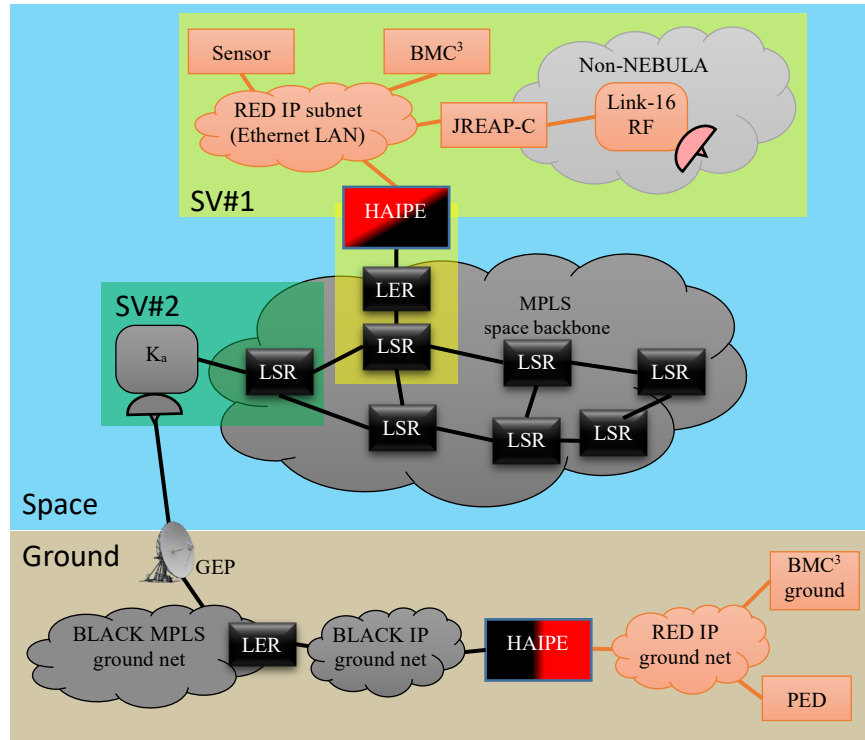 Sensor
BMC³
Non-NEBULA
RED IP subnet
(Ethernet LAN)
JREAP-C
Link-16
RF
SV#1
HAIPE
LER
SV#2
MPLS
space backbone
Kₐ
LSR
LSR
LSR
LSR
LSR
LSR
LSR
Space
Ground
GEP
BMC³
ground
BLACK MPLS
ground net
LER
BLACK IP
ground net
HAIPE
RED IP
ground net
PED